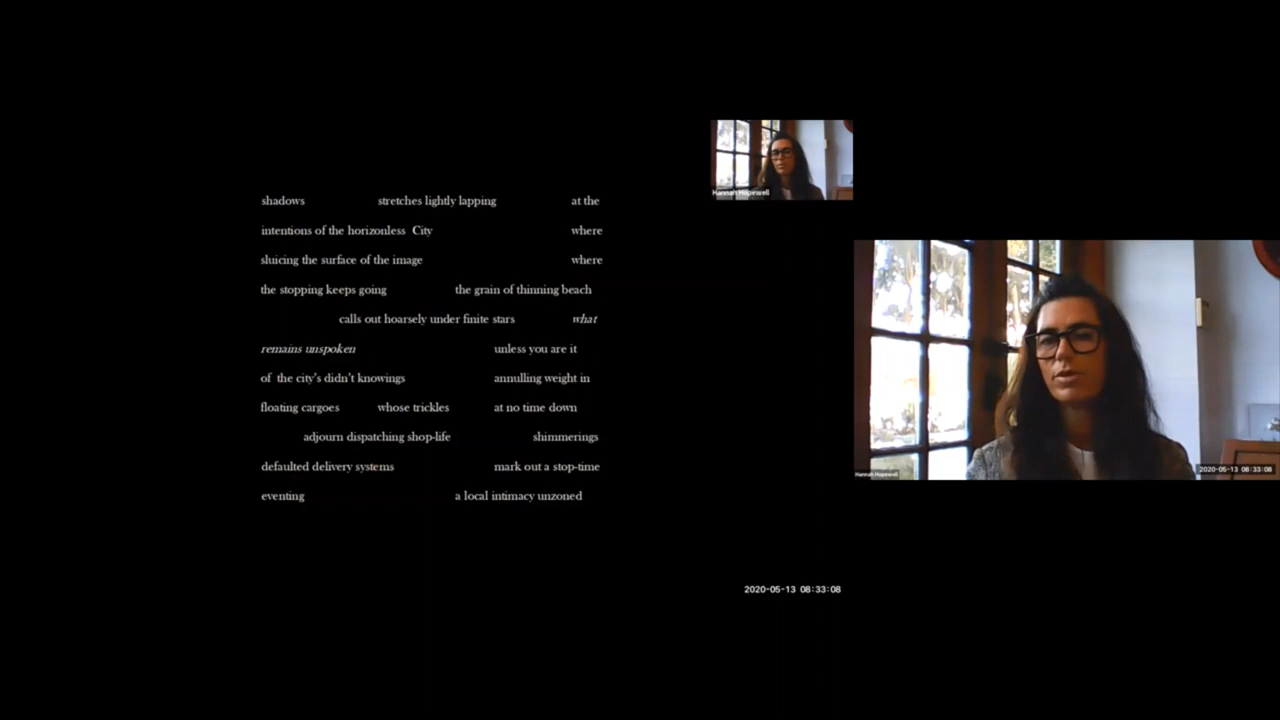 shadows stretches lightly lapping at the
intentions of the horizonless City where
sluicing the surface of the image where
the stopping keeps going the grain of thinning beach
calls out hoarsely under finite stars what
remains unspoken unless you are it
of the city's didn't knowings annulling weight in
floating cargoes whose trickles at no time down
adjourn dispatching shop-life shimmerings
defaulted delivery systems mark out a stop-time
eventing a local intimacy unzoned
Hannah Hopewell
Hannah Hopewell
2020-05-13 08:33:08
2020-05-13 08:33:08